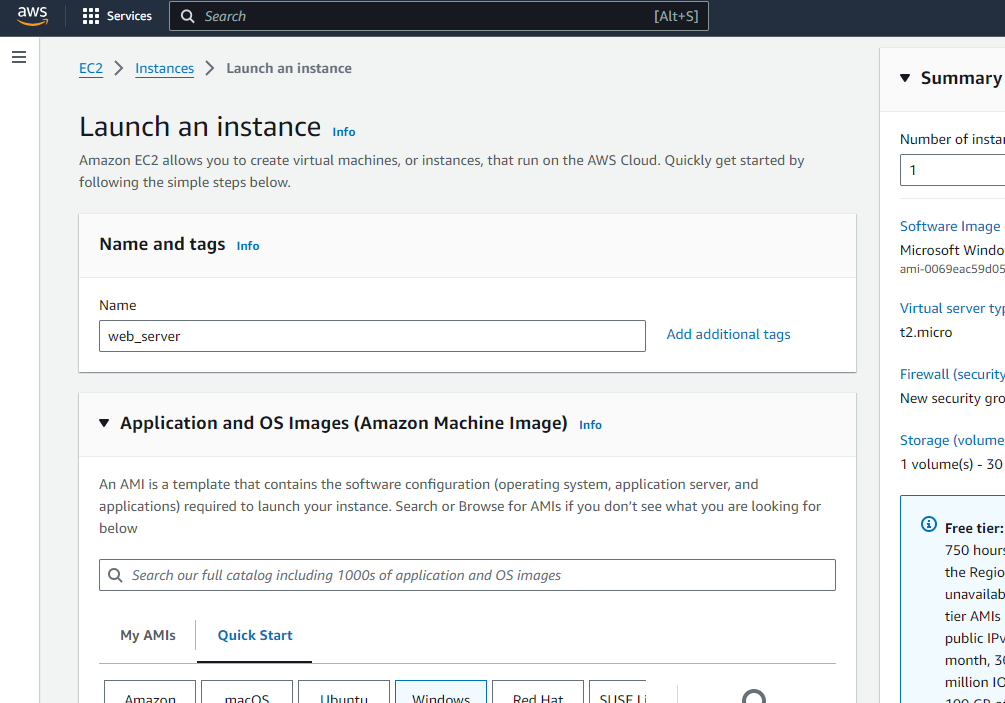 aws
Services
Search
[Alt+S]
EC2
Instances
Launch an instance
Launch an instance Info
Amazon EC2 allows you to create virtual machines, or instances, that run on the AWS Cloud. Quickly get started by
following the simple steps below.
Name and tags Info
Name
web_server
Add additional tags
Application and OS Images (Amazon Machine Image) Info
An AMI is a template that contains the software configuration (operating system, application server, and
applications) required to launch your instance. Search or Browse for AMIs if you don't see what you are looking for
below
Search our full catalog including 1000s of application and OS images
My AMIs
Quick Start
Amazon
macOS
Ubuntu
Windows
Red Hat
SUSE Li
Summary
Number of instan
1
Software Image
Microsoft Windo
ami-0069eac59d05
Virtual server typ
t2.micro
Firewall (security
New security gro
Storage (volume
1 volume(s) - 30
Free tier:
750 hours
the Regio
unavailab
tier AMIs
public IPv
month, 30
million IO
100 GB of